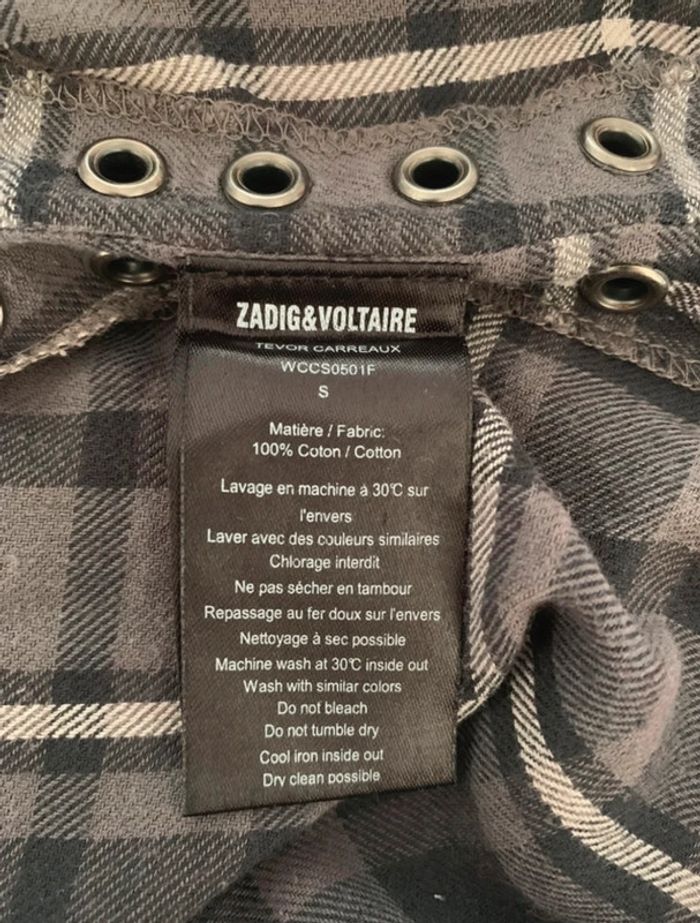 ZADIG&VOLTAIRE
TEVOR CARREAUX
WCCS0501F
S
Matière / Fabric:
100% Coton / Cotton
Lavage en machine à 30°C sur
l'envers
Laver avec des couleurs similaires
Chlorage interdit
Ne pas sécher en tambour
Repassage au fer doux sur l'envers
Nettoyage à sec possible
Machine wash at 30°C inside out
Wash with similar colors
Do not bleach
Do not tumble dry
Cool iron inside out
Dry clean possible